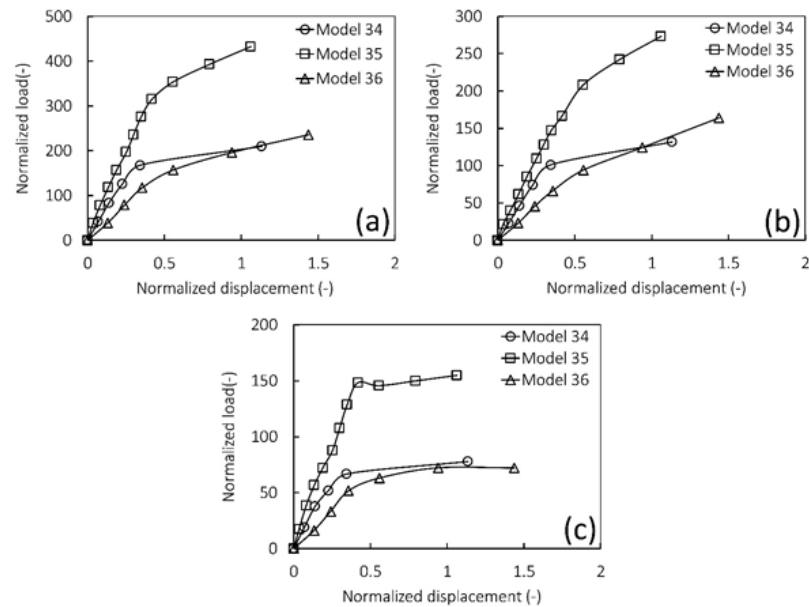 500
400
300
200
100
0
Normalized load(-)
0 0.5 1 1.5 2
Normalized displacement (-)
Model 34
Model 35
Model 36
(a)
300
250
200
150
100
50
0
Normalized load(-)
0 0.5 1 1.5 2
Normalized displacement (-)
Model 34
Model 35
Model 36
(b)
200
150
100
50
0
Normalized load(-)
0 0.5 1 1.5 2
Normalized displacement (-)
Model 34
Model 35
Model 36
(c)